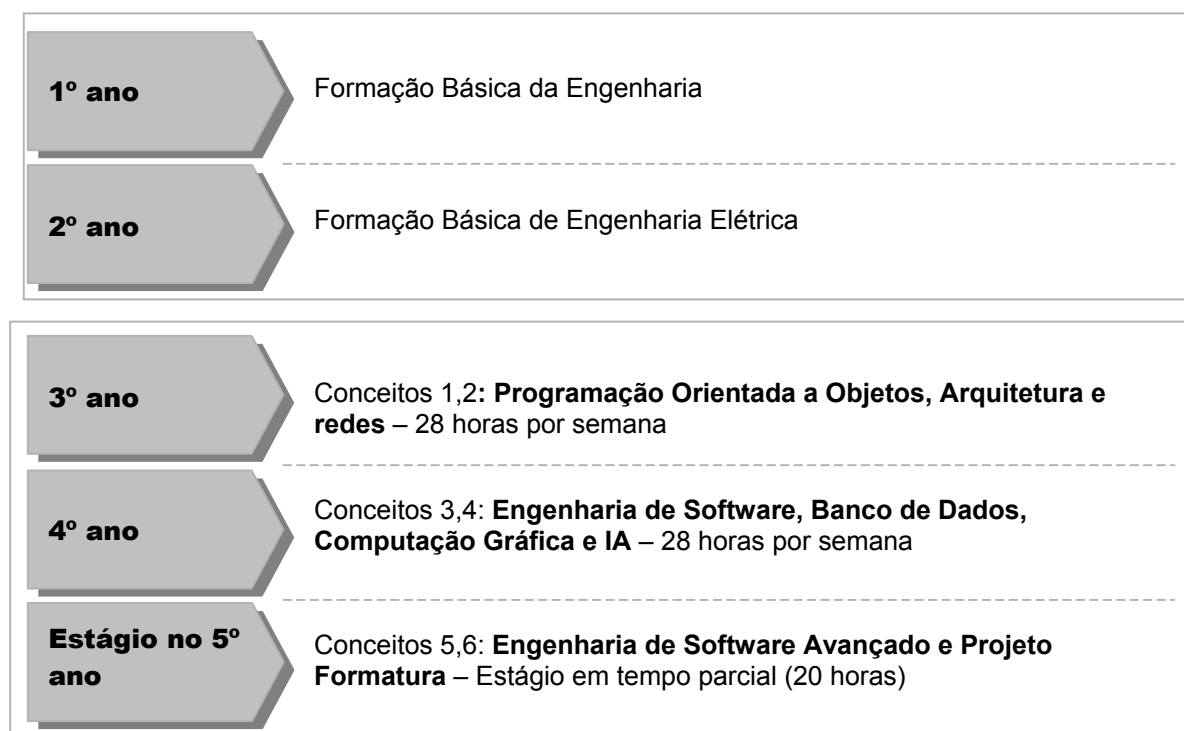 1º ano
Formação Básica da Engenharia
2º ano
Formação Básica de Engenharia Elétrica
3º ano
Conceitos 1,2: Programação Orientada a Objetos, Arquitetura e
redes – 28 horas por semana
4º ano
Conceitos 3,4: Engenharia de Software, Banco de Dados,
Computação Gráfica e IA – 28 horas por semana
Estágio no 5º
ano
Conceitos 5,6: Engenharia de Software Avançado e Projeto
Formatura – Estágio em tempo parcial (20 horas)